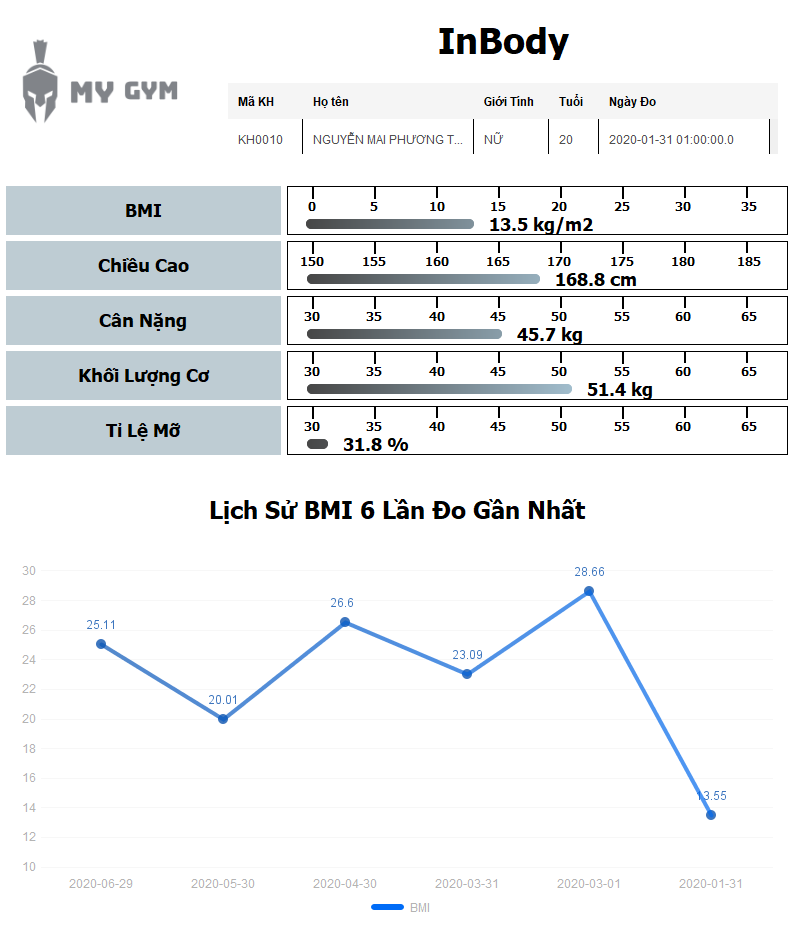 InBody
MY GYM
Mã KH Họ tên Giới Tính Tuổi Ngày Đo
KH0010 NGUYỄN MAI PHƯƠNG T... NỮ 20 2020-01-31 01:00:00.0
BMI
0 5 10 15 20 25 30 35
13.5 kg/m2
Chiều Cao
150 155 160 165 170 175 180 185
168.8 cm
Cân Nặng
30 35 40 45 50 55 60 65
45.7 kg
Khối Lượng Cơ
30 35 40 45 50 55 60 65
51.4 kg
Tỉ Lệ Mỡ
30 35 40 45 50 55 60 65
31.8 %
Lịch Sử BMI 6 Lần Đo Gần Nhất
30
28
26
24
22
20
18
16
14
12
10
25.11
20.01
26.6
23.09
28.66
13.55
2020-06-29 2020-05-30 2020-04-30 2020-03-31 2020-03-01 2020-01-31
BMI